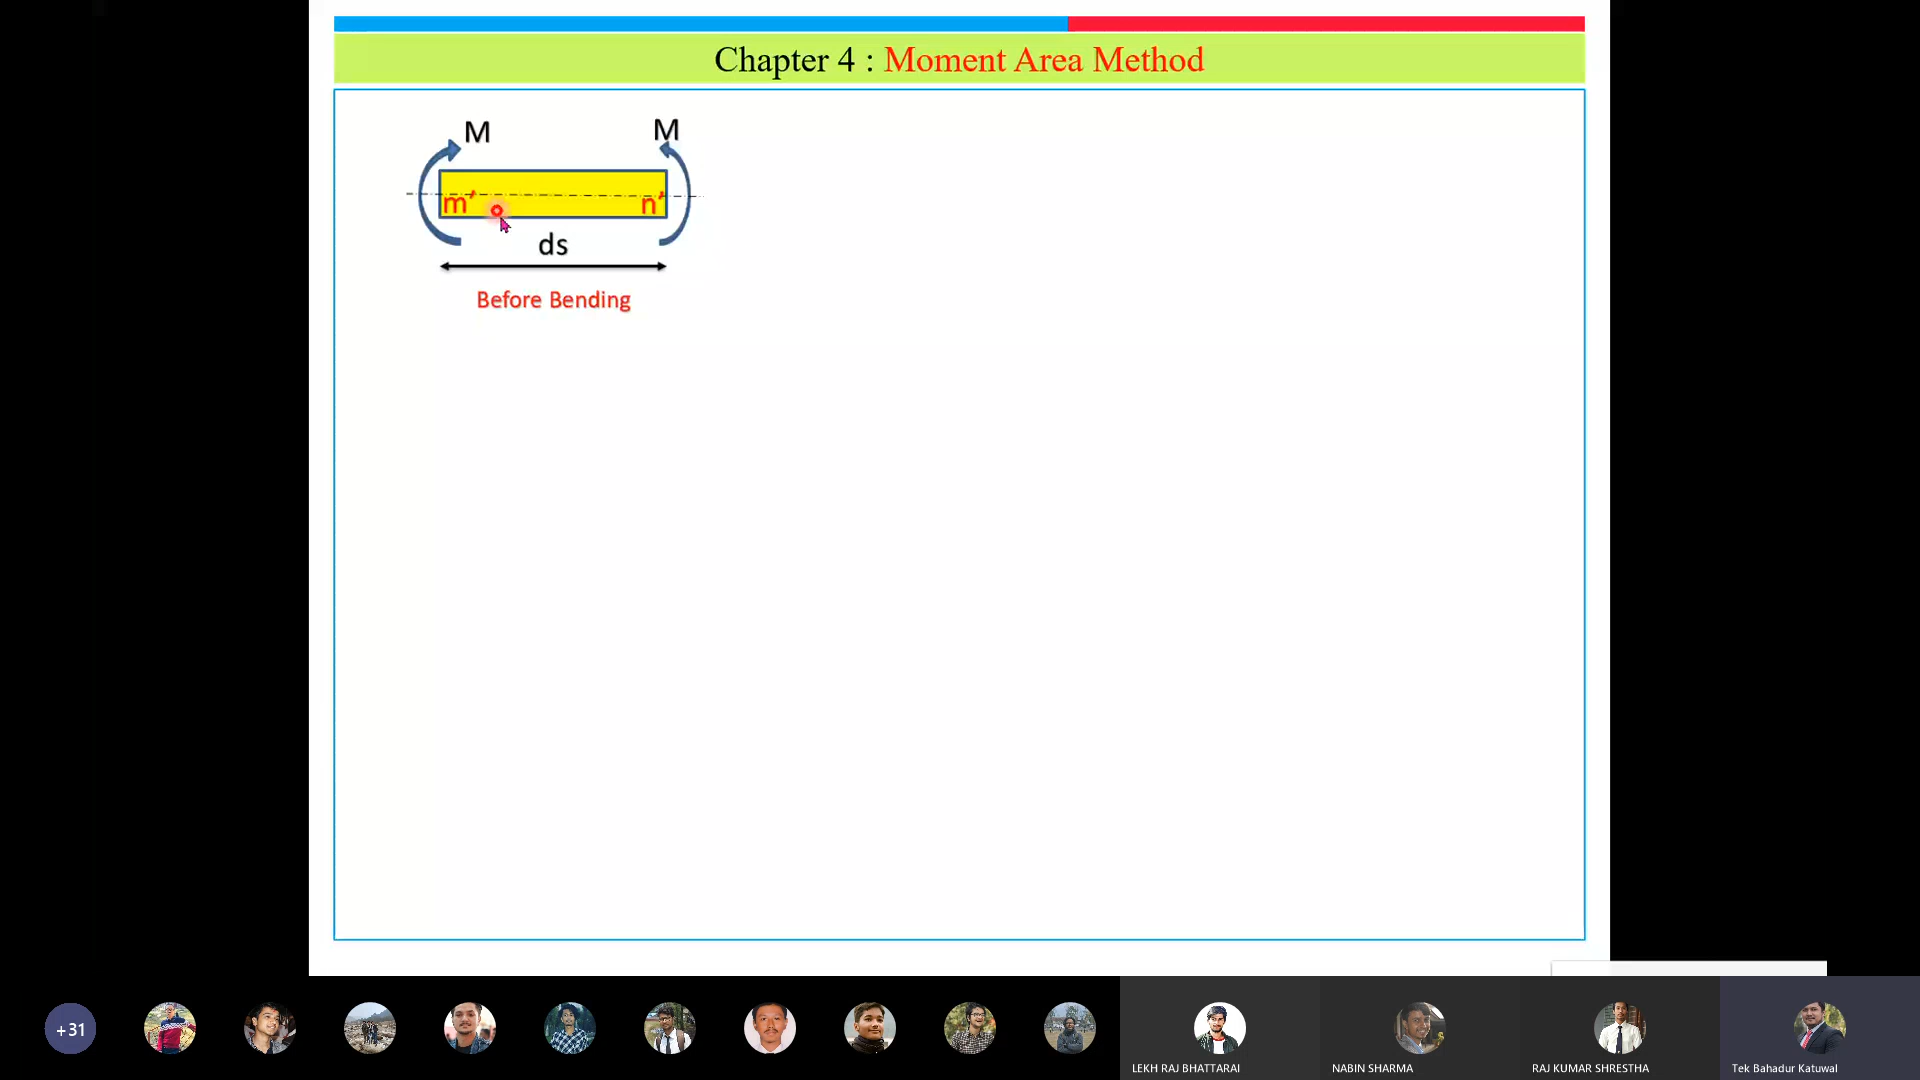 Chapter 4 : Moment Area Method
M M
m′ n′
ds
Before Bending
+31
LEKH RAJ BHATTARAI
NABIN SHARMA
RAJ KUMAR SHRESTHA
Tek Bahadur Katuwal